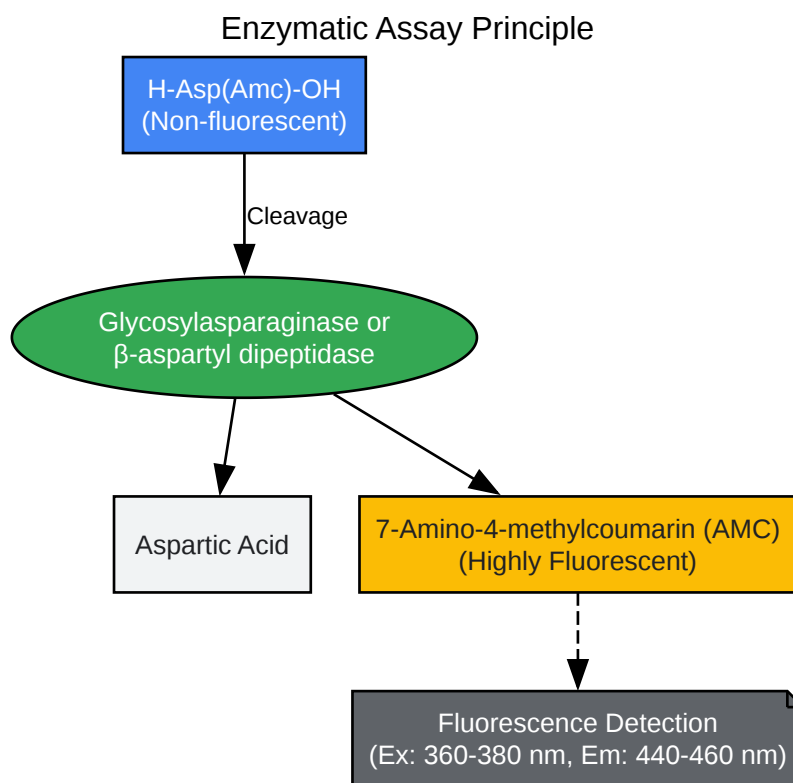 Enzymatic Assay Principle
H-Asp(Amc)-OH
(Non-fluorescent)
Cleavage
Glycosylasparaginase or
β-aspartyl dipeptidase
Aspartic Acid
7-Amino-4-methylcoumarin (AMC)
(Highly Fluorescent)
Fluorescence Detection
(Ex: 360-380 nm, Em: 440-460 nm)